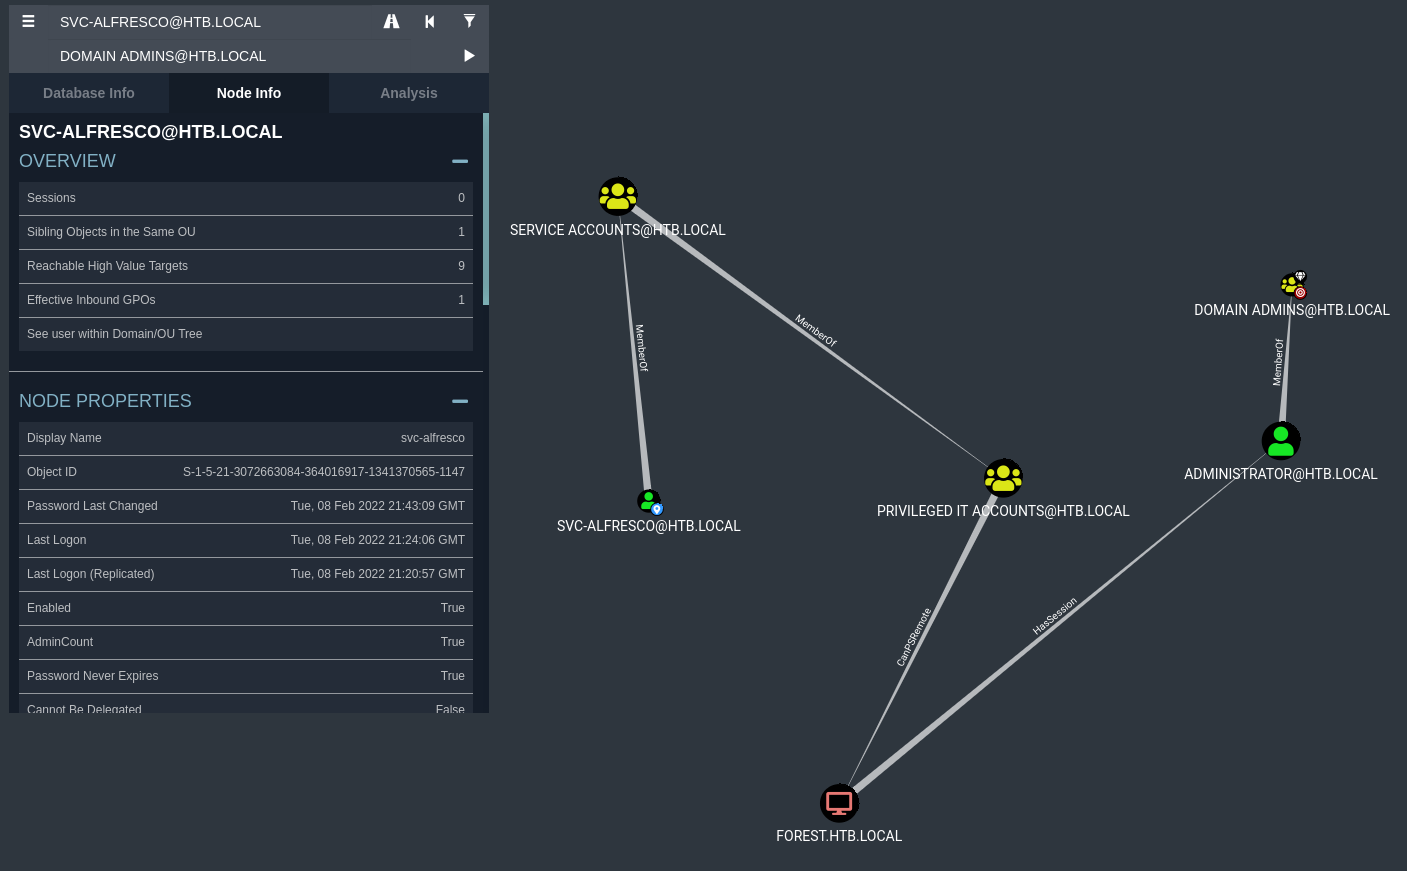 SVC-ALFRESCO@HTB.LOCAL
DOMAIN ADMINS@HTB.LOCAL
Database Info
Node Info
Analysis
SVC-ALFRESCO@HTB.LOCAL
OVERVIEW
Sessions 0
Sibling Objects in the Same OU 1
Reachable High Value Targets 9
Effective Inbound GPOs 1
See user within Domain/OU Tree
NODE PROPERTIES
Display Name svc-alfresco
Object ID S-1-5-21-3072663084-364016917-1341370565-1147
Password Last Changed Tue, 08 Feb 2022 21:43:09 GMT
Last Logon Tue, 08 Feb 2022 21:24:06 GMT
Last Logon (Replicated) Tue, 08 Feb 2022 21:20:57 GMT
Enabled True
AdminCount True
Password Never Expires True
Cannot Be Delegated False
SERVICE ACCOUNTS@HTB.LOCAL
DOMAIN ADMINS@HTB.LOCAL
MemberOf
MemberOf
MemberOf
ADMINISTRATOR@HTB.LOCAL
PRIVILEGED IT ACCOUNTS@HTB.LOCAL
SVC-ALFRESCO@HTB.LOCAL
CanPSRemote
HasSession
FOREST.HTB.LOCAL